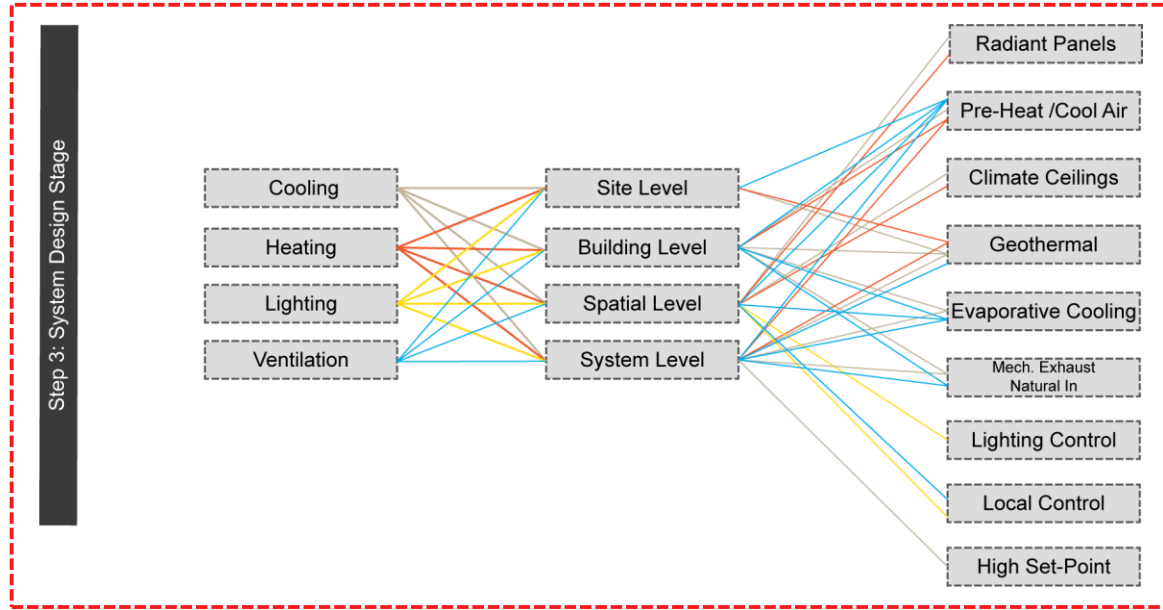 Step 3: System Design Stage
Cooling
Heating
Lighting
Ventilation
Site Level
Building Level
Spatial Level
System Level
Radiant Panels
Pre-Heat /Cool Air
Climate Ceilings
Geothermal
Evaporative Cooling
Mech. Exhaust
Natural In
Lighting Control
Local Control
High Set-Point